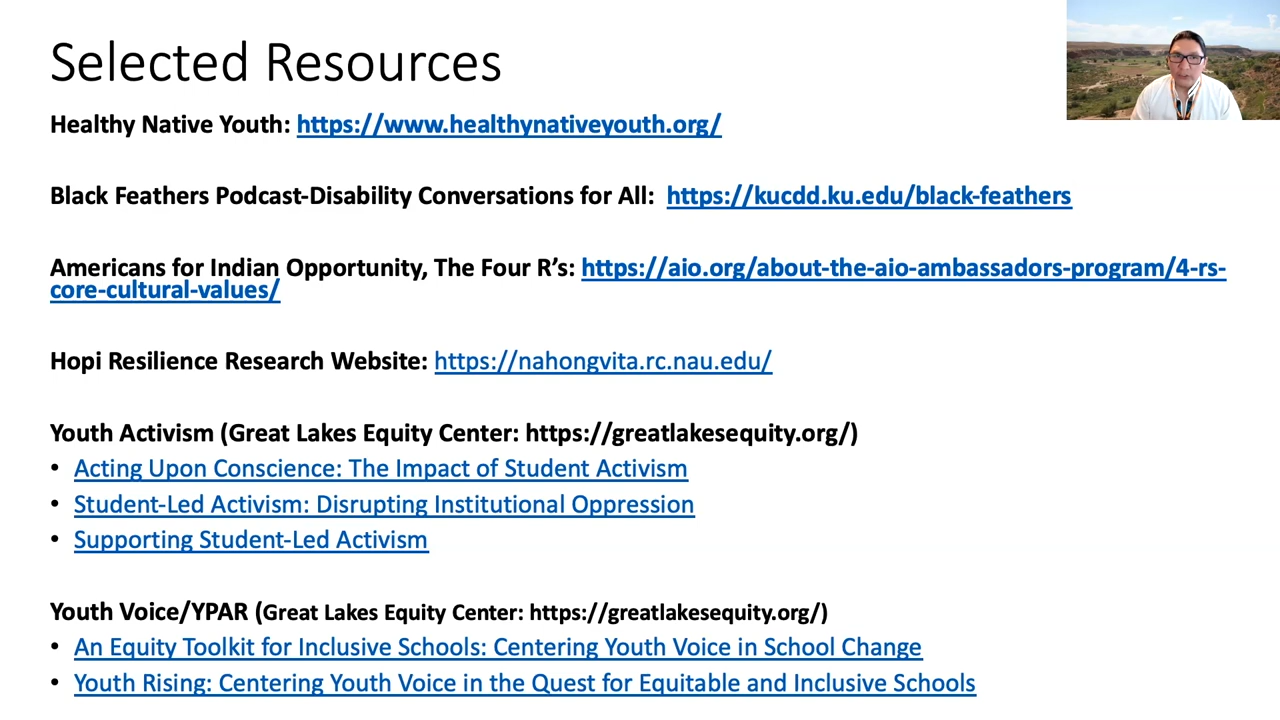 Selected Resources
Healthy Native Youth: https://www.healthynativeyouth.org/
Black Feathers Podcast-Disability Conversations for All:  https://kucdd.ku.edu/black-feathers
Americans for Indian Opportunity, The Four R’s: https://aio.org/about-the-aio-ambassadors-program/4-rs-
core-cultural-values/
Hopi Resilience Research Website: https://nahongvita.rc.nau.edu/
Youth Activism (Great Lakes Equity Center: https://greatlakesequity.org/)
• Acting Upon Conscience: The Impact of Student Activism
• Student-Led Activism: Disrupting Institutional Oppression
• Supporting Student-Led Activism
Youth Voice/YPAR (Great Lakes Equity Center: https://greatlakesequity.org/)
• An Equity Toolkit for Inclusive Schools: Centering Youth Voice in School Change
• Youth Rising: Centering Youth Voice in the Quest for Equitable and Inclusive Schools